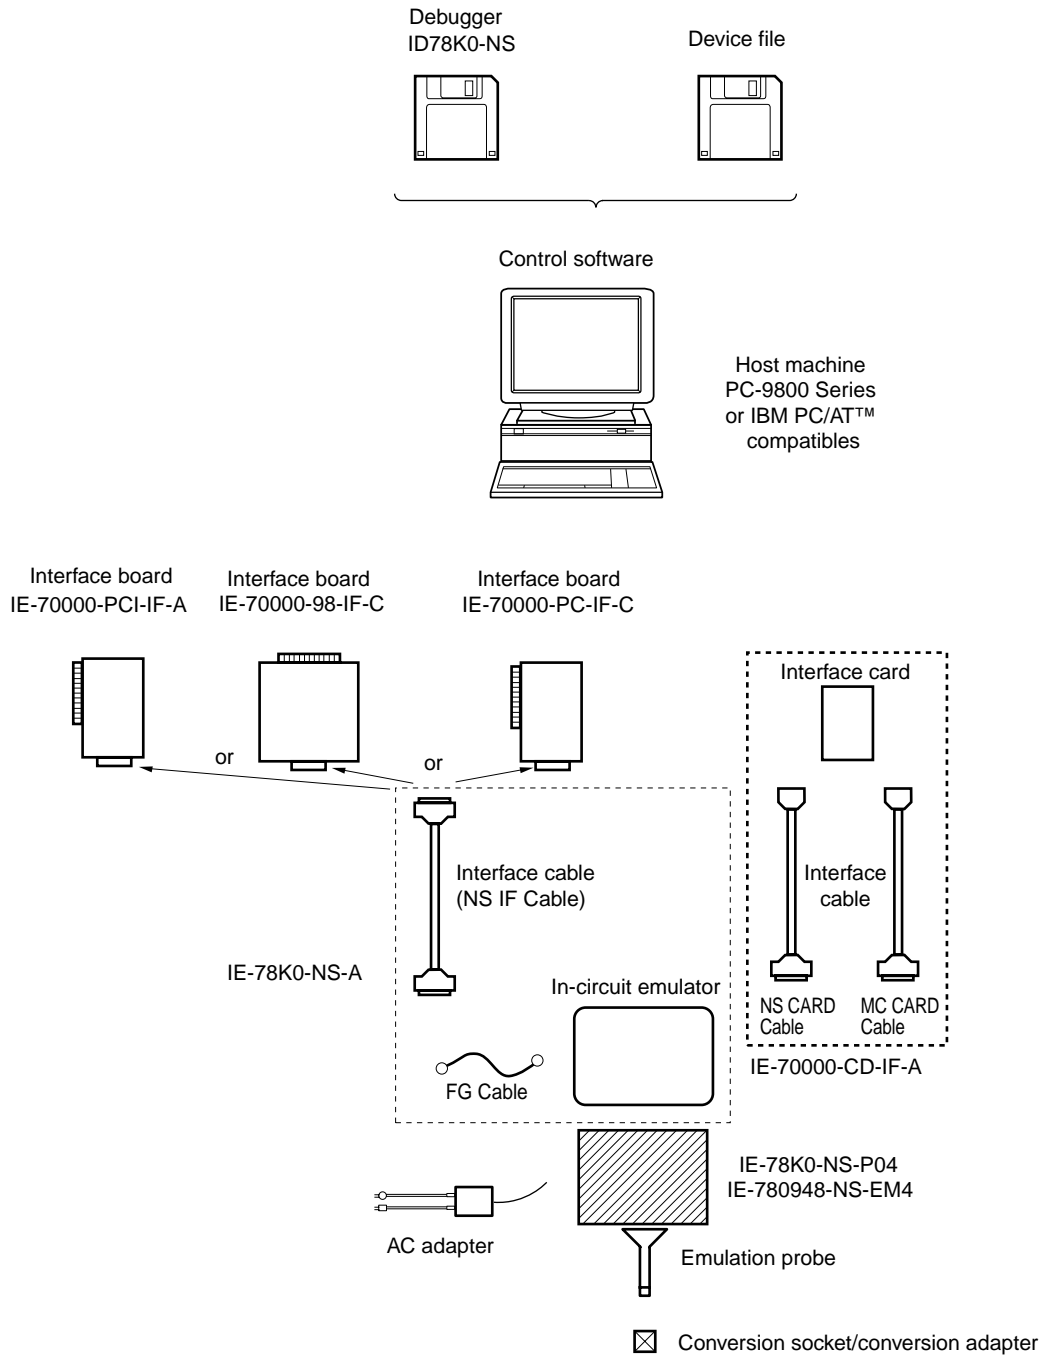 Debugger
ID78K0-NS
Device file
Control software
Host machine
PC-9800 Series
or IBM PC/AT™
compatibles
Interface board
IE-70000-PCI-IF-A
Interface board
IE-70000-98-IF-C
Interface board
IE-70000-PC-IF-C
Interface card
or
or
Interface cable
(NS IF Cable)
Interface
cable
IE-78K0-NS-A
In-circuit emulator
NS CARD
Cable
MC CARD
Cable
IE-70000-CD-IF-A
FG Cable
IE-78K0-NS-P04
IE-780948-NS-EM4
AC adapter
Emulation probe
Conversion socket/conversion adapter